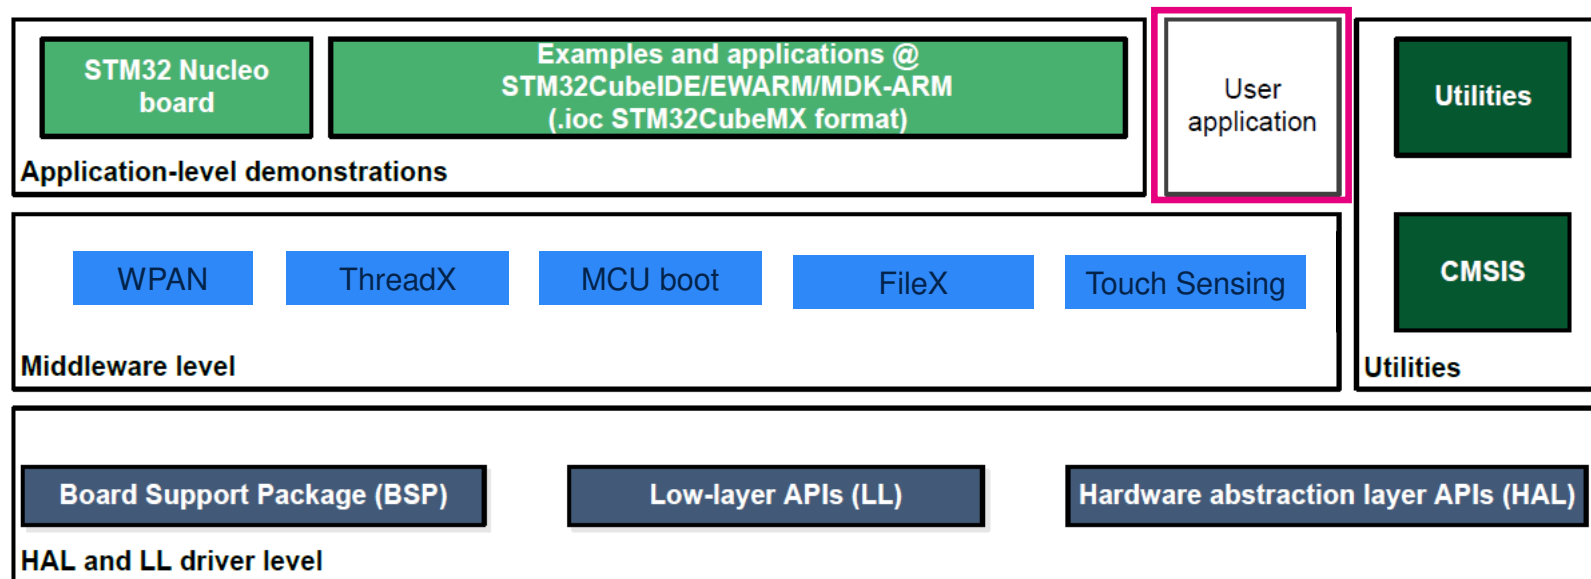 STM32 Nucleo
board
Examples and applications @
STM32CubeIDE/EWARM/MDK-ARM
(.ioc STM32CubeMX format)
Application-level demonstrations
User
application
Utilities
CMSIS
Utilities
WPAN
ThreadX
MCU boot
FileX
Touch Sensing
Middleware level
Board Support Package (BSP)
Low-layer APIs (LL)
Hardware abstraction layer APIs (HAL)
HAL and LL driver level